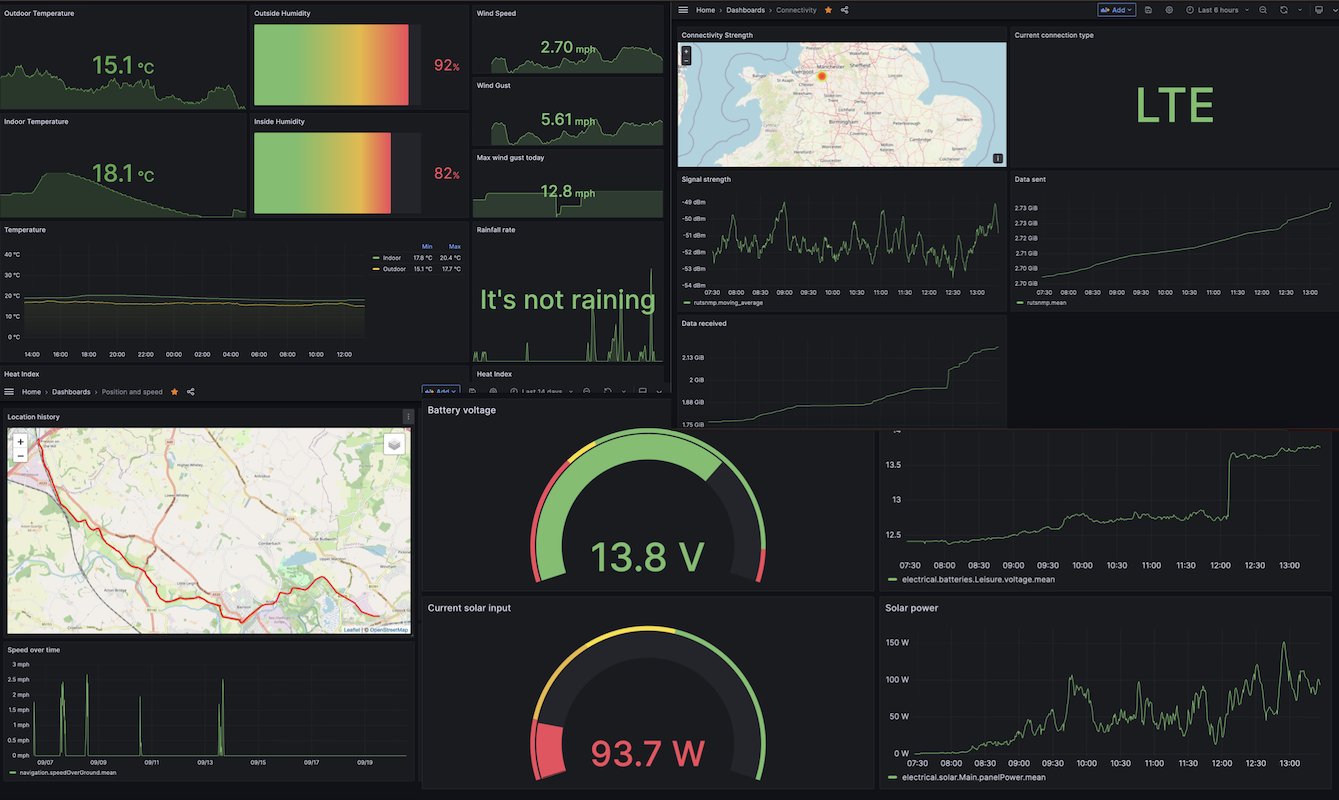 Outdoor Temperature
15.1 °C
Outside Humidity
92%
Wind Speed
2.70 mph
Wind Gust
5.61 mph
Indoor Temperature
18.1 °C
Inside Humidity
82%
Max wind gust today
12.8 mph
Temperature
Min Max
Indoor 17.8 °C 20.4 °C
Outdoor 15.1 °C 17.7 °C
40 °C
30 °C
20 °C
10 °C
0 °C
14:00 16:00 18:00 20:00 22:00 00:00 02:00 04:00 06:00 08:00 10:00 12:00
Rainfall rate
It's not raining
Heat Index
Heat Index
Home › Dashboards › Connectivity
Add
Last 6 hours
Connectivity Strength
+
−
Liverpool
Manchester
Sheffield
Birmingham
Gloucester
Peterborough
Cambridge
Colchester
Current connection type
LTE
Signal strength
-49 dBm
-50 dBm
-51 dBm
-52 dBm
-53 dBm
-54 dBm
07:30 08:00 08:30 09:00 09:30 10:00 10:30 11:00 11:30 12:00 12:30 13:00
rutsnmp.moving_average
Data sent
2.73 GiB
2.73 GiB
2.72 GiB
2.71 GiB
2.70 GiB
2.70 GiB
07:30 08:00 08:30 09:00 09:30 10:00 10:30 11:00 11:30 12:00 12:30 13:00
rutsnmp.mean
Data received
2.13 GiB
2 GiB
1.88 GiB
1.75 GiB
Home › Dashboards › Position and speed
Add
Last 14 days
Location history
+
−
Leaflet | © OpenStreetMap
Speed over time
3 mph
2.5 mph
2 mph
1.5 mph
1 mph
0.5 mph
0 mph
09/07 09/09 09/11 09/13 09/15 09/17 09/19
navigation.speedOverGround.mean
Battery voltage
13.8 V
14
13.5
13
12.5
07:30 08:00 08:30 09:00 09:30 10:00 10:30 11:00 11:30 12:00 12:30 13:00
electrical.batteries.Leisure.voltage.mean
Current solar input
93.7 W
Solar power
150 W
100 W
50 W
0 W
07:30 08:00 08:30 09:00 09:30 10:00 10:30 11:00 11:30 12:00 12:30 13:00
electrical.solar.Main.panelPower.mean